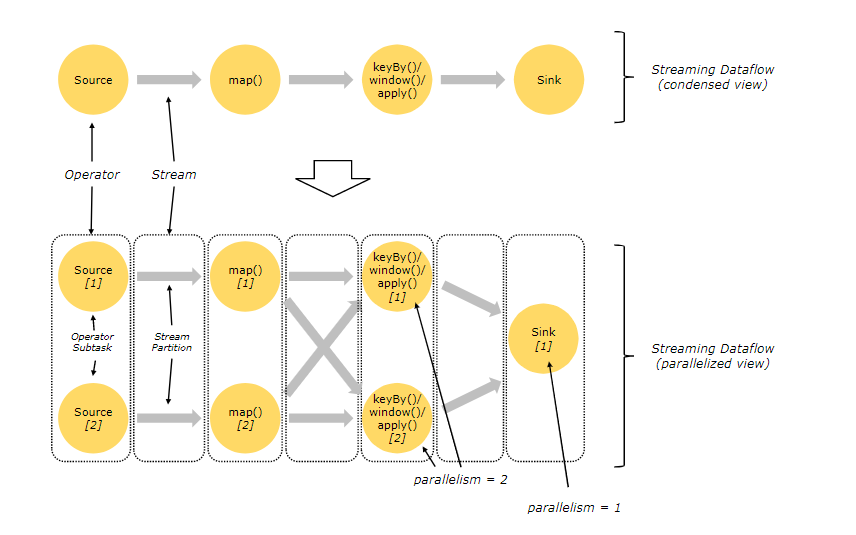 Source
map()
keyBy()/
window()/
apply()
Sink
Streaming Dataflow
(condensed view)
Operator
Stream
Source
[1]
map()
[1]
keyBy()/
window()/
apply()
[1]
Operator
Subtask
Stream
Partition
Sink
[1]
Streaming Dataflow
(parallelized view)
Source
[2]
map()
[2]
keyBy()/
window()/
apply()
[2]
parallelism = 2
parallelism = 1